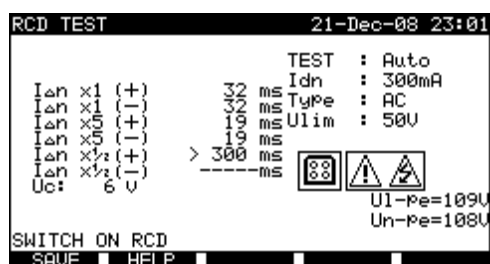 RCD TEST 21-Dec-08 23:01
TEST : Auto
Idn : 300mA
Type : AC
Ulim : 50V
IΔn x1 (+) 32 ms
IΔn x1 (-) 32 ms
IΔn x5 (+) 19 ms
IΔn x5 (-) 19 ms
IΔn x½ (+) > 300 ms
IΔn x½ (-) -----ms
Uc: 6 V
Ul-pe=109V
Un-pe=108V
SWITCH ON RCD
SAVE HELP